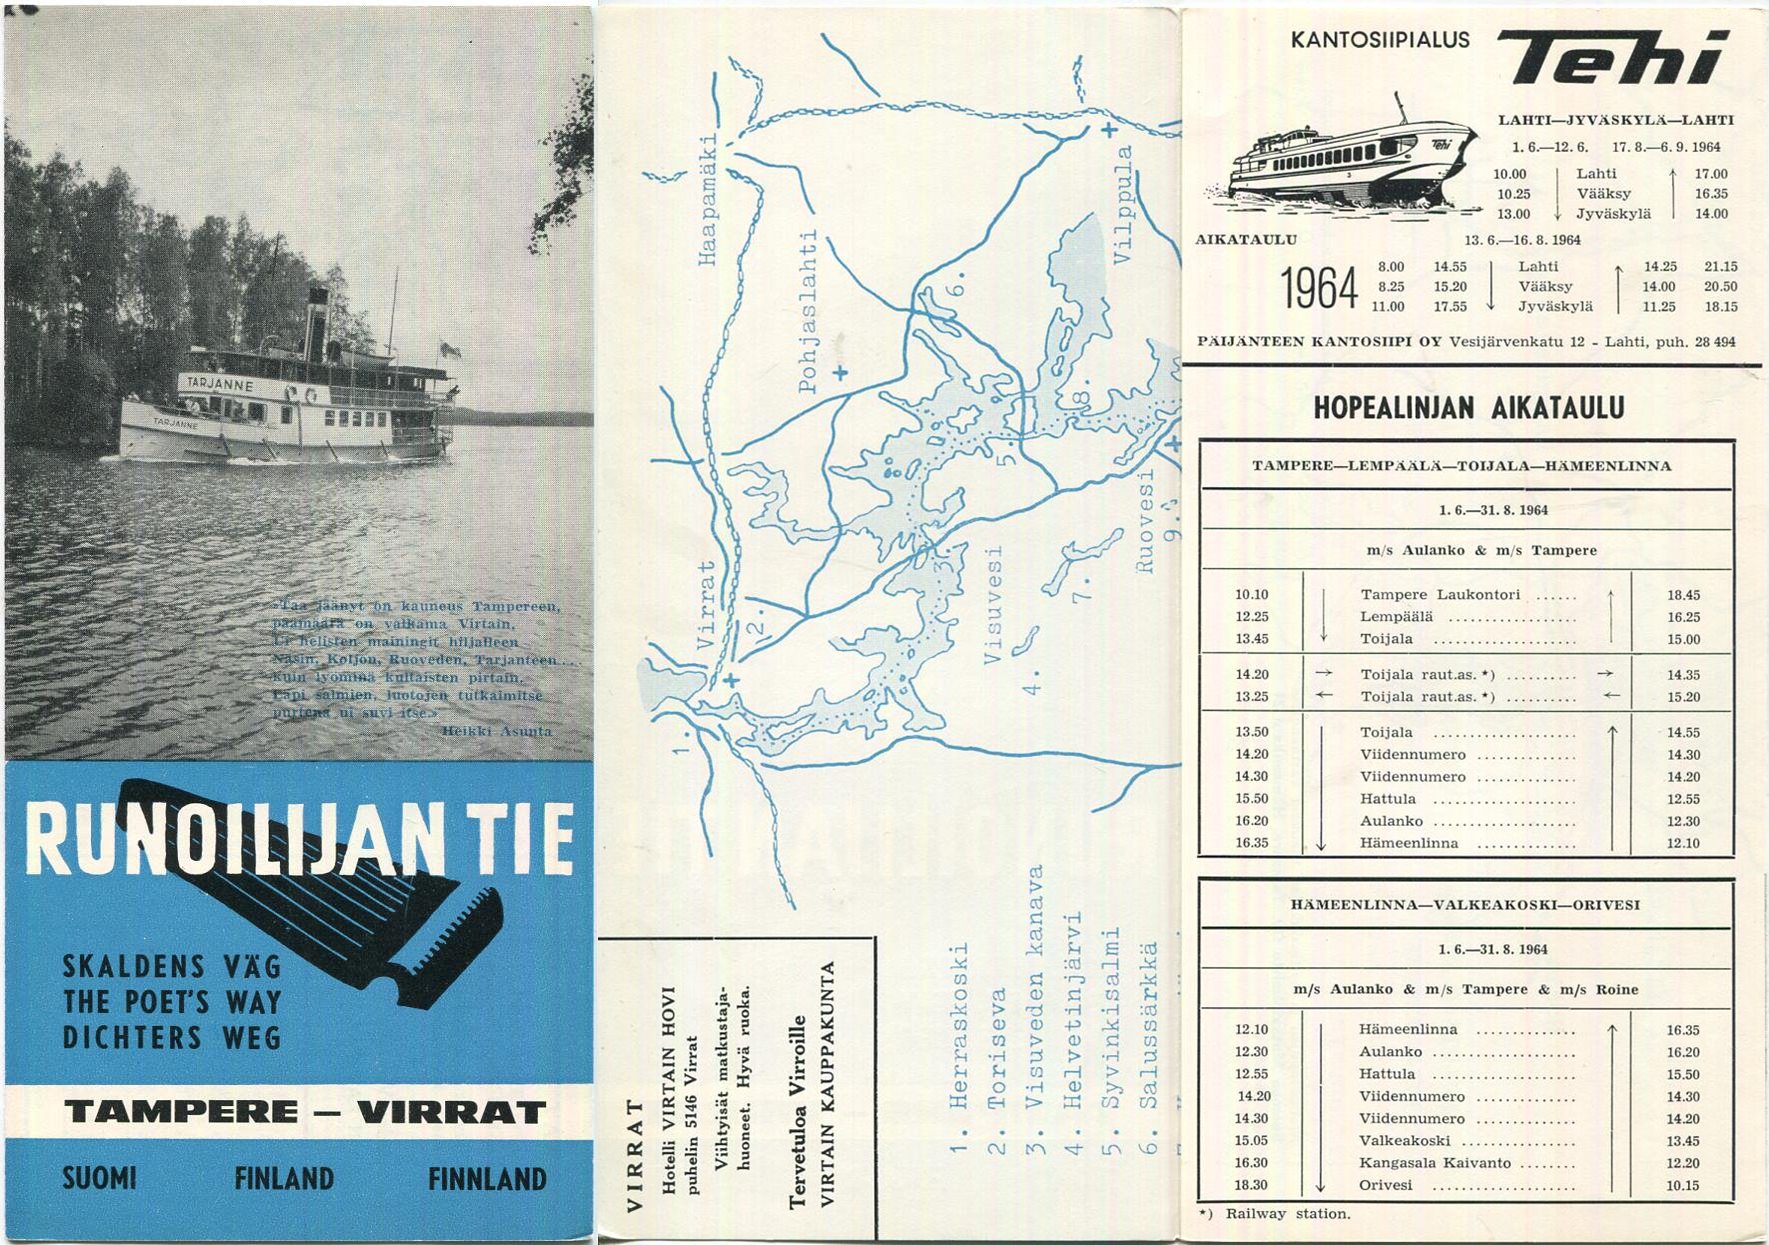 TARJANNE
TARJANNE
»Taa jäänyt on kauneus Tampereen,
päämäärä on valkama Virtain.
Ui helisten mainingit hiljalleen
Näsin, Koljon, Ruoveden, Tarjanteen...
Kuin lyöminä kultaisten pirtain.
Läpi salmien, luotojen tutkaimitse
purtena ui suvi itse.»
Heikki Asunta
RUNOILIJAN TIE
SKALDENS VÄG
THE POET'S WAY
DICHTERS WEG
TAMPERE – VIRRAT
SUOMI FINLAND FINNLAND
Haapamäki
Pohjaslahti
Vilppula
Virrat
Visuvesi
Ruovesi
1.
2.
3.
4.
5.
6.
7.
8.
9.
VIRRAT
Hotelli VIRTAIN HOVI
puhelin 5146 Virrat
Viihtyisät matkustaja-
huoneet. Hyvä ruoka.
Tervetuloa Virroille
VIRTAIN KAUPPAKUNTA
1. Herraskoski
2. Toriseva
3. Visuveden kanava
4. Helvetinjärvi
5. Syvinkisalmi
6. Salussärkkä
KANTOSIIPIALUS Tehi
Tehi
LAHTI—JYVÄSKYLÄ—LAHTI
1. 6.—12. 6. 17. 8.—6. 9. 1964
10.00 Lahti 17.00
10.25 Vääksy 16.35
13.00 Jyväskylä 14.00
AIKATAULU
1964
13. 6.—16. 8. 1964
8.00 14.55 Lahti 14.25 21.15
8.25 15.20 Vääksy 14.00 20.50
11.00 17.55 Jyväskylä 11.25 18.15
PÄIJÄNTEEN KANTOSIIPI OY Vesijärvenkatu 12 - Lahti, puh. 28 494
HOPEALINJAN AIKATAULU
TAMPERE—LEMPÄÄLÄ—TOIJALA—HÄMEENLINNA
1. 6.—31. 8. 1964
m/s Aulanko & m/s Tampere
10.10 ↓ Tampere Laukontori ...... ↑ 18.45
12.25 Lempäälä .................. 16.25
13.45 Toijala ...................... 15.00
14.20 → Toijala raut.as. *) .......... → 14.35
13.25 ← Toijala raut.as. *) .......... ← 15.20
13.50 ↓ Toijala .................... ↑ 14.55
14.20 Viidennumero .............. 14.30
14.30 Viidennumero .............. 14.20
15.50 Hattula .................... 12.55
16.20 Aulanko .................... 12.30
16.35 Hämeenlinna .............. 12.10
HÄMEENLINNA—VALKEAKOSKI—ORIVESI
1. 6.—31. 8. 1964
m/s Aulanko & m/s Tampere & m/s Roine
12.10 ↓ Hämeenlinna .............. ↑ 16.35
12.30 Aulanko .................... 16.20
12.55 Hattula .................... 15.50
14.20 Viidennumero .............. 14.30
14.30 Viidennumero .............. 14.20
15.05 Valkeakoski ................ 13.45
16.30 Kangasala Kaivanto ........ 12.20
18.30 Orivesi .................... 10.15
*) Railway station.